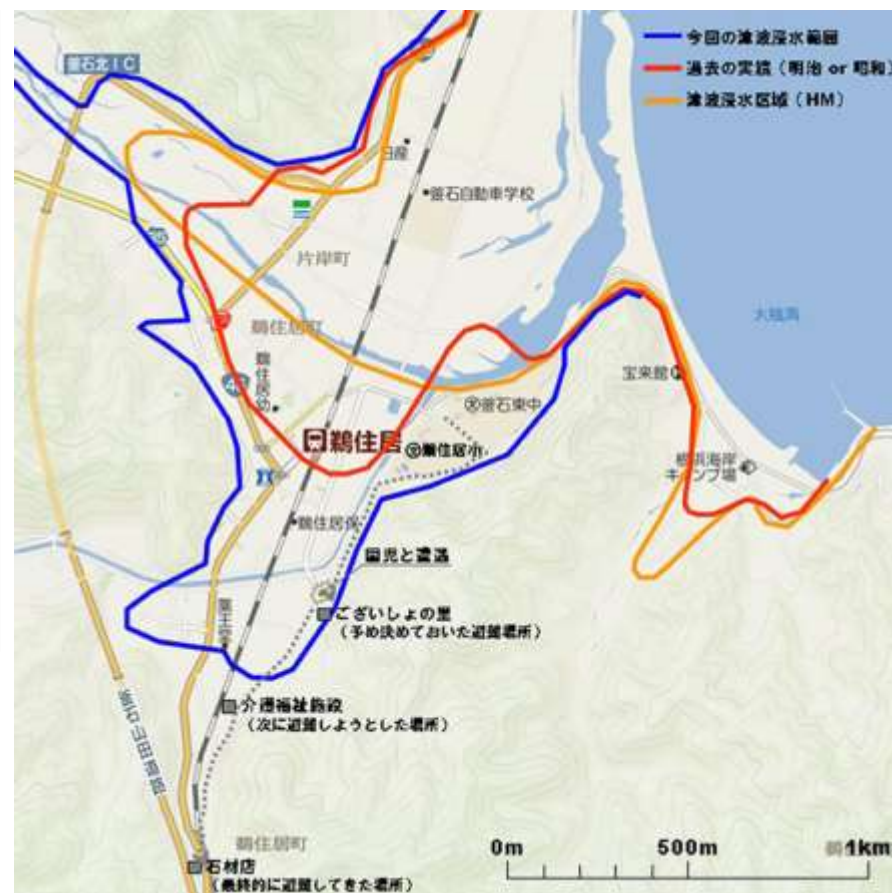 今回の津波浸水範囲
過去の実績（明治 or 昭和）
津波浸水区域（HM）
釜石北IC
日産
釜石自動車学校
片岸町
45
鵜住居町
大槌湾
宝来館
鵜住居
釜石東中
鵜住居小
根浜海岸
キャンプ場
鵜住居保
園児と遭遇
ございしょの里
（予め決めておいた避難場所）
介護福祉施設
（次に避難しようとした場所）
鵜住居町
石材店
（最終的に避難してきた場所）
0m
500m
1km